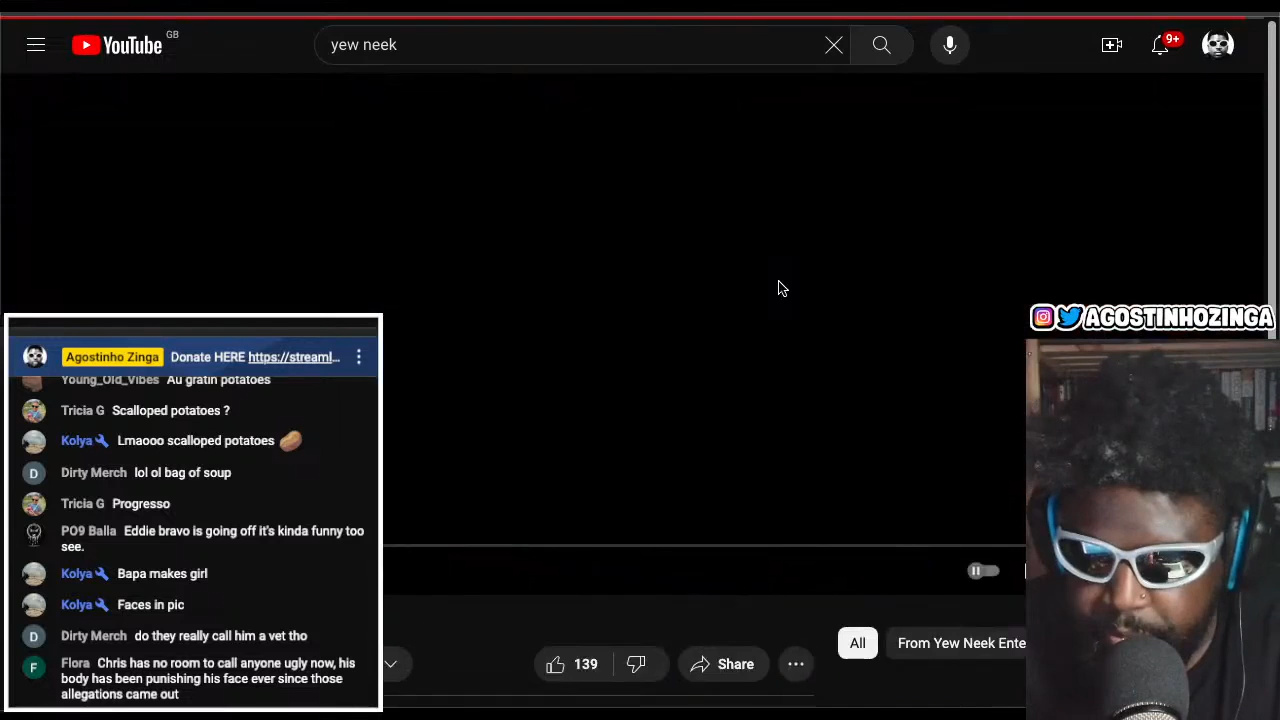 YouTube GB
yew neek
9+
AGOSTINHOZINGA
Agostinho Zinga Donate HERE https://streaml...
Young_Old_Vibes Au gratin potatoes
Tricia G Scalloped potatoes ?
Kolya Lmaooo scalloped potatoes
D Dirty Merch lol ol bag of soup
Tricia G Progresso
PO9 Balla Eddie bravo is going off it's kinda funny too
see.
Kolya Bapa makes girl
Kolya Faces in pic
D Dirty Merch do they really call him a vet tho
F Flora Chris has no room to call anyone ugly now, his
body has been punishing his face ever since those
allegations came out
139 Share
All From Yew Neek Ente